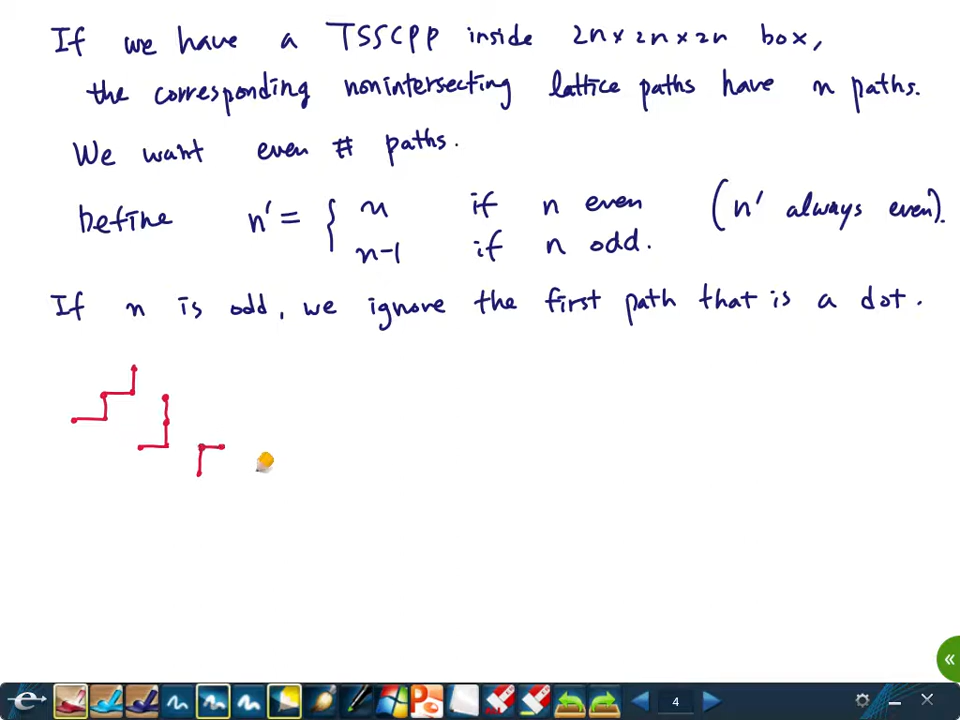 If we have a TSSCPP inside 2n×2n×2n box,
the corresponding nonintersecting lattice paths have n paths.
We want even # paths.
Define n' = { n if n even (n' always even).
n-1 if n odd.
If n is odd, we ignore the first path that is a dot.
4